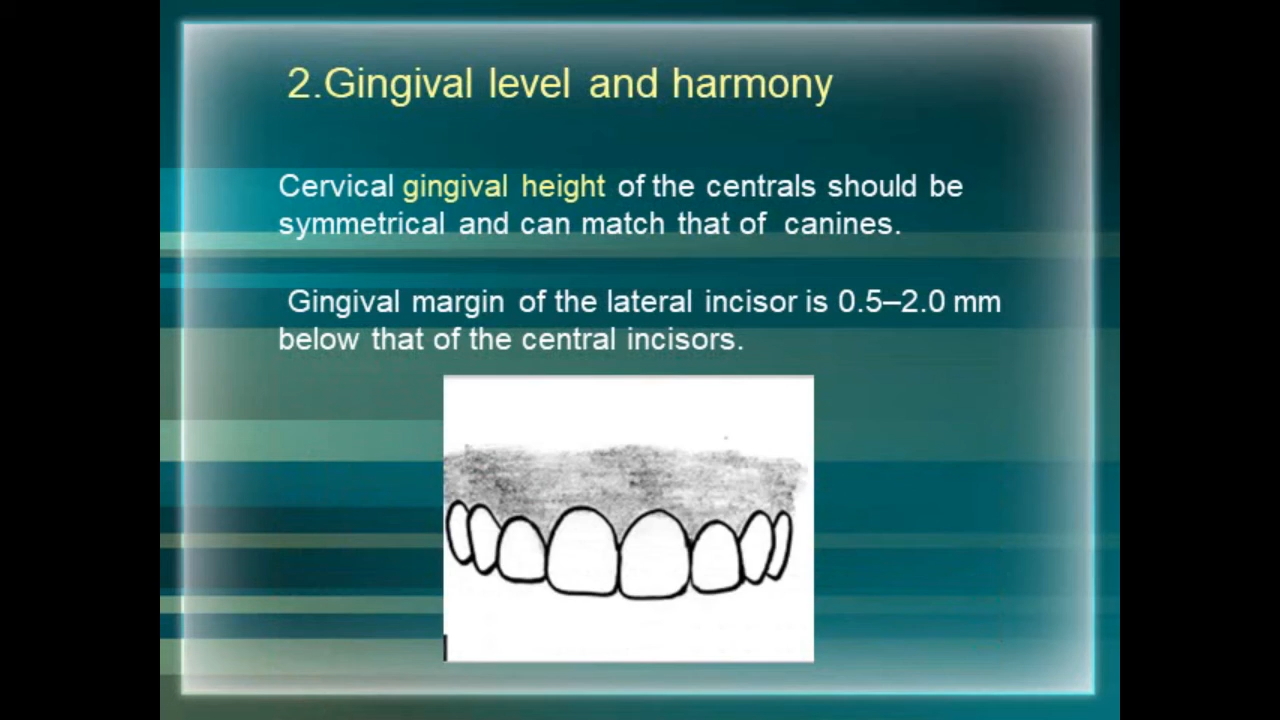 2.Gingival level and harmony
Cervical gingival height of the centrals should be
symmetrical and can match that of canines.
Gingival margin of the lateral incisor is 0.5–2.0 mm
below that of the central incisors.